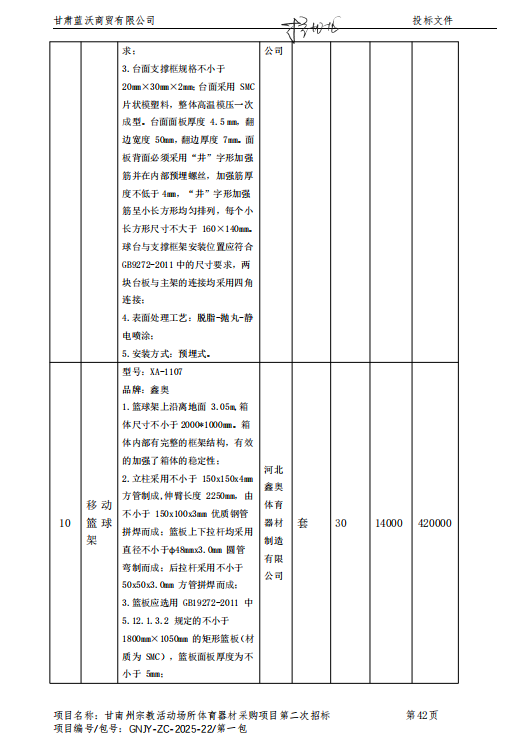 甘肃蓝沃商贸有限公司
投标文件
求；
公司
3.台面支撑框规格不小于
20mm×30mm×2mm;台面采用 SMC
片状模塑料，整体高温模压一次
成型。台面面板厚度 4.5mm,翻
边宽度 50mm,翻边厚度 7mm。面
板背面必须采用“井”字形加强
筋并在内部预埋螺丝，加强筋厚
度不低于4mm，“井”字形加强
筋呈小长方形均匀排列，每个小
长方形尺寸不大于 160×140mm。
球台与支撑框架安装位置应符合
GB9272-2011中的尺寸要求，两
块台板与主架的连接均采用四角
连接；
4.表面处理工艺：脱脂-抛丸-静
电喷涂；
5.安装方式：预埋式。
型号：XA-1107
品牌：鑫奥
1.篮球架上沿离地面 3.05m,箱
体尺寸不小于2000*1000mm。箱
体内部有完整的框架结构，有效
的加强了箱体的稳定性；
2.立柱采用不小于 150x150x4mm
方管制成,伸臂长度 2250mm，由
不小于 150x100x3mm 优质钢管
拼焊而成；篮板上下拉杆均采用
直径不小于φ48mmx3.0mm 圆管
弯制而成；后拉杆采用不小于
50x50x3.0mm 方管拼焊而成；
3.篮板应选用 GB19272-2011 中
5.12.1.3.2 规定的不小于
1800mm×1050mm 的矩形篮板(材
质为 SMC)，篮板面板厚度为不
小于 5mm；
10
移动
篮球
架
河北
鑫奥
体育
器材
制造
有限
公司
套
30
14000
420000
项目名称：甘南州宗教活动场所体育器材采购项目第二次招标
第42页
项目编号/包号：GNJY-ZC-2025-22/第一包